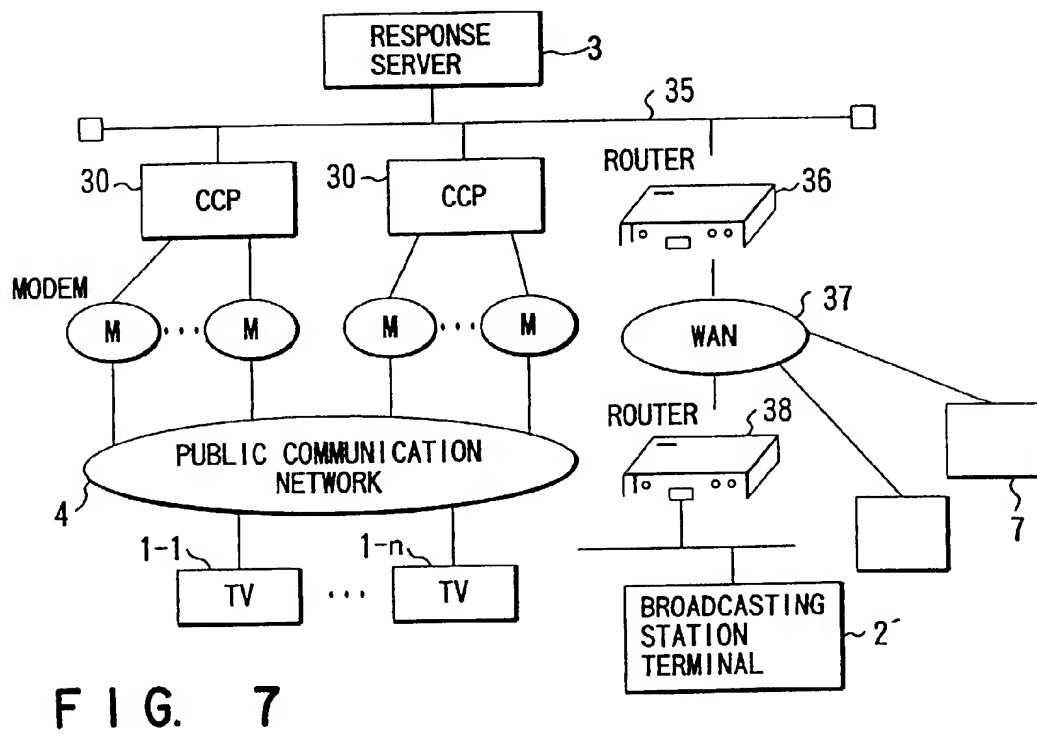 RESPONSE
SERVER
3
35
30
CCP
30
CCP
ROUTER
36
MODEM
M ... M
M ... M
37
WAN
ROUTER
38
PUBLIC COMMUNICATION
NETWORK
4
7
1-1
TV
...
1-n
TV
BROADCASTING
STATION
TERMINAL
2´
FIG. 7